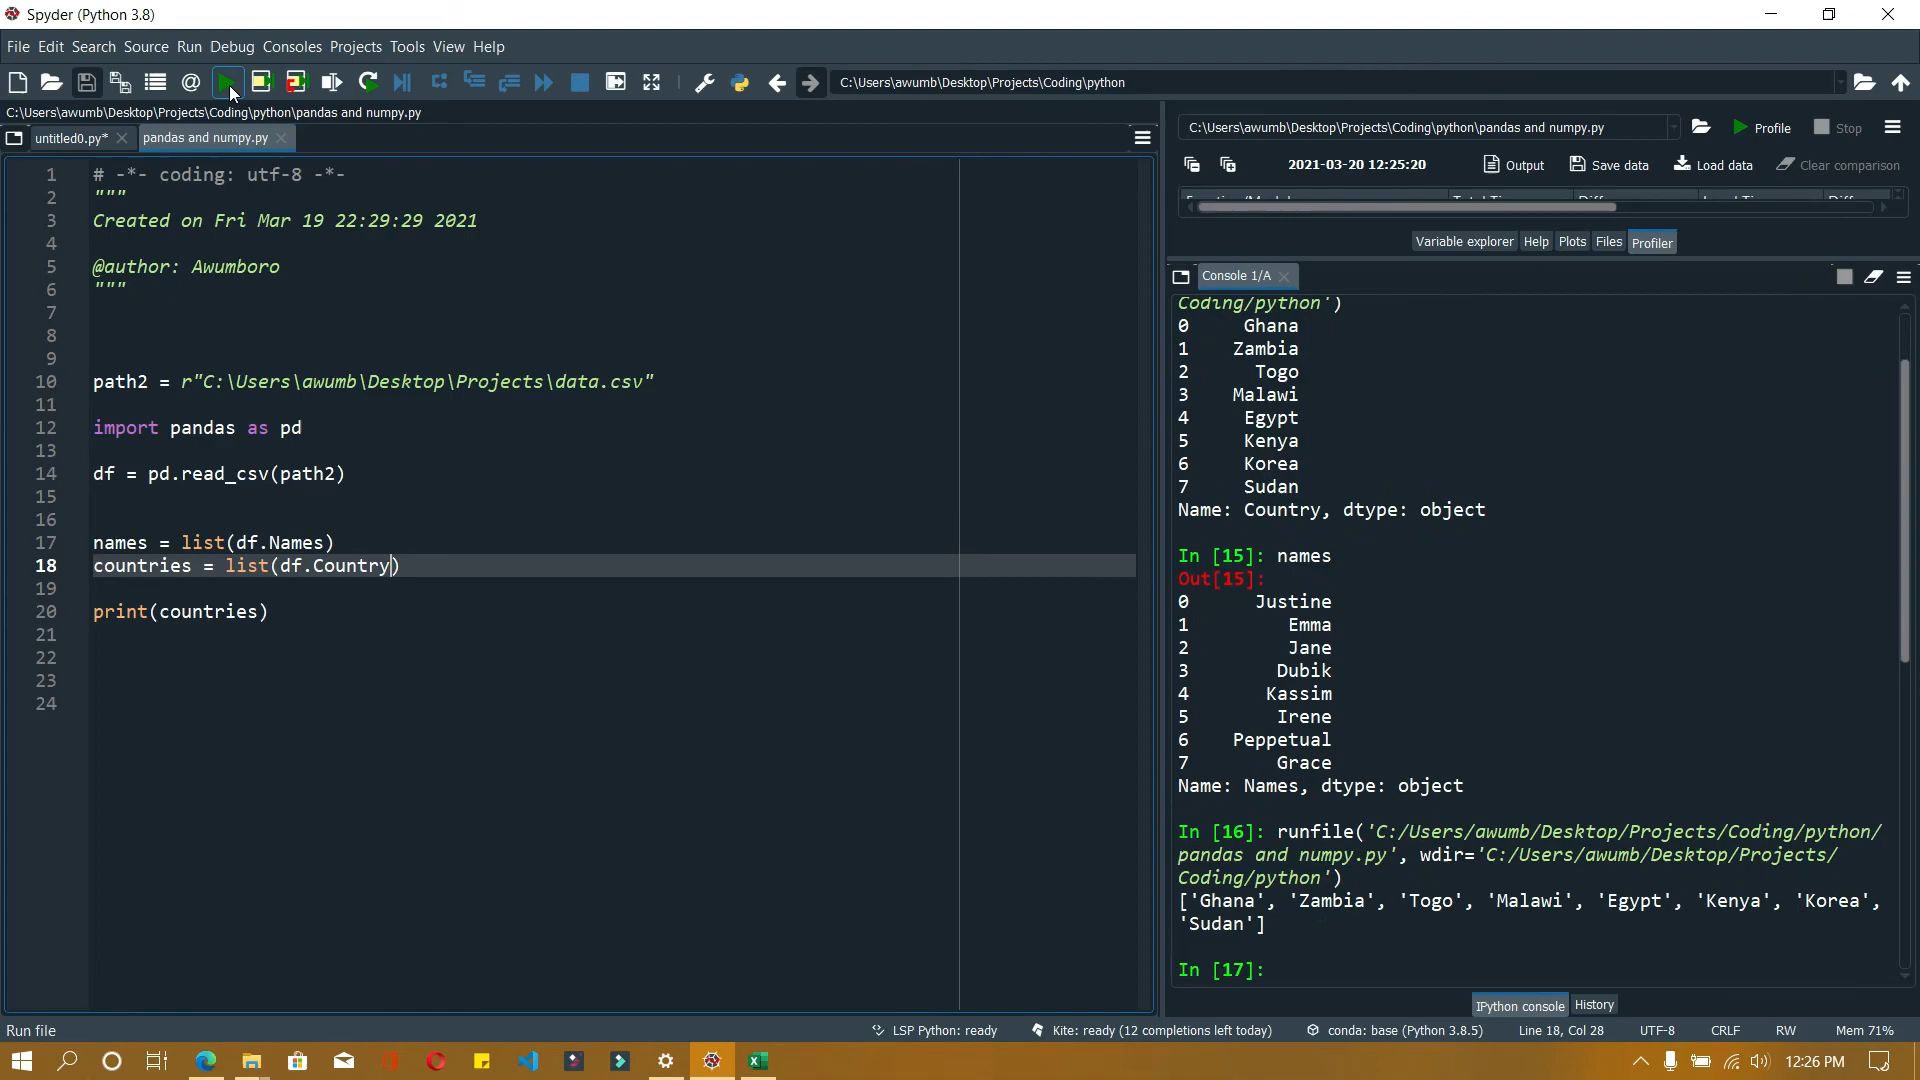 Spyder (Python 3.8)
File Edit Search Source Run Debug Consoles Projects Tools View Help
C:\Users\awumb\Desktop\Projects\Coding\python
C:\Users\awumb\Desktop\Projects\Coding\python\pandas and numpy.py
untitled0.py*
pandas and numpy.py
1 # -*- coding: utf-8 -*-
2 """
3 Created on Fri Mar 19 22:29:29 2021
4
5 @author: Awumboro
6 """
7
8
9
10 path2 = r"C:\Users\awumb\Desktop\Projects\data.csv"
11
12 import pandas as pd
13
14 df = pd.read_csv(path2)
15
16
17 names = list(df.Names)
18 countries = list(df.Country)
19
20 print(countries)
21
22
23
24
C:\Users\awumb\Desktop\Projects\Coding\python\pandas and numpy.py
Profile Stop
2021-03-20 12:25:20 Output Save data Load data Clear comparison
Variable explorer Help Plots Files Profiler
Console 1/A
Coding/python')
0 Ghana
1 Zambia
2 Togo
3 Malawi
4 Egypt
5 Kenya
6 Korea
7 Sudan
Name: Country, dtype: object
In [15]: names
Out[15]:
0 Justine
1 Emma
2 Jane
3 Dubik
4 Kassim
5 Irene
6 Peppetual
7 Grace
Name: Names, dtype: object
In [16]: runfile('C:/Users/awumb/Desktop/Projects/Coding/python/
pandas and numpy.py', wdir='C:/Users/awumb/Desktop/Projects/
Coding/python')
['Ghana', 'Zambia', 'Togo', 'Malawi', 'Egypt', 'Kenya', 'Korea',
'Sudan']
In [17]:
IPython console History
Run file LSP Python: ready Kite: ready (12 completions left today) conda: base (Python 3.8.5) Line 18, Col 28 UTF-8 CRLF RW Mem 71%
12:26 PM